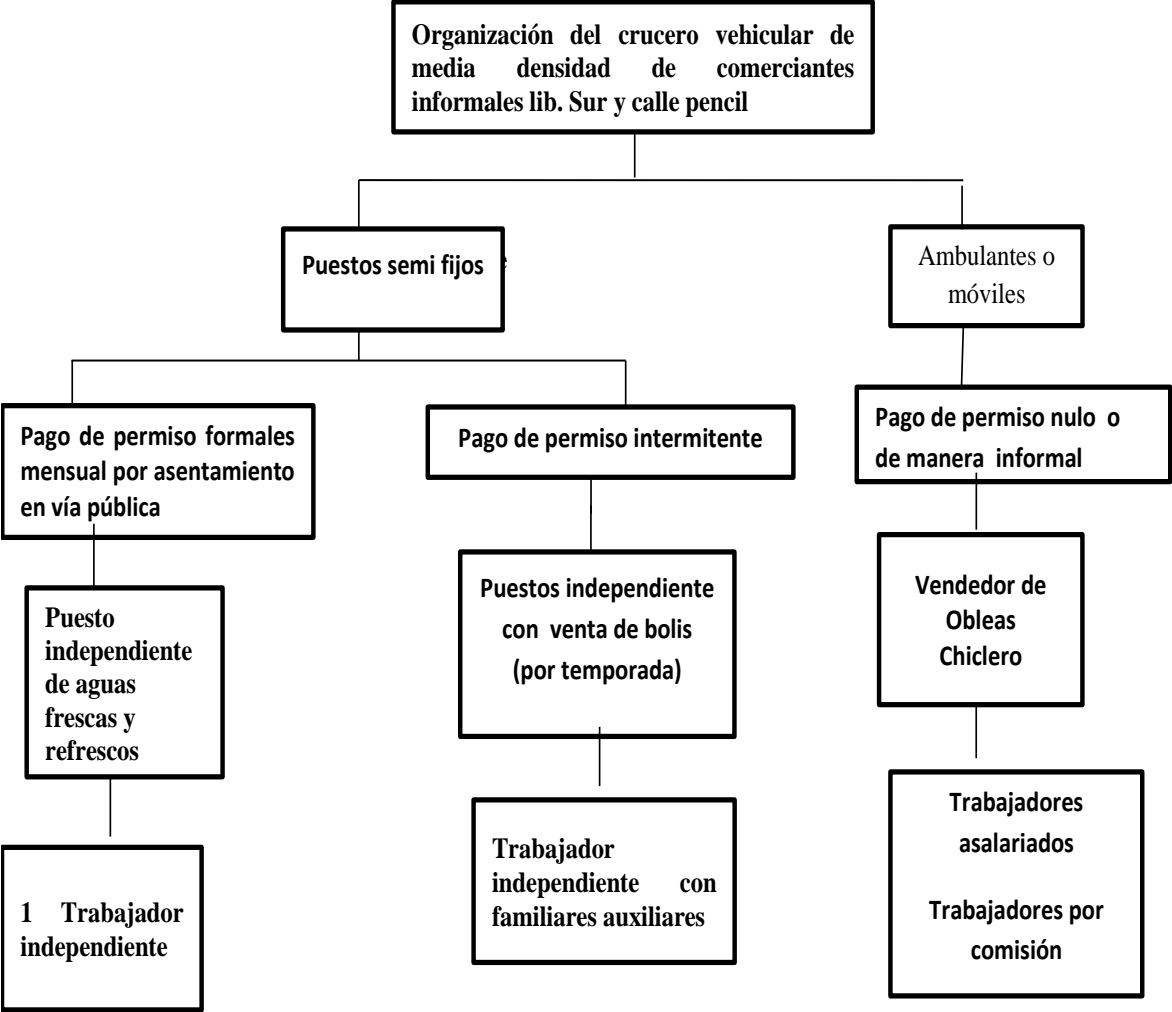 Organización del crucero vehicular de
media densidad de comerciantes
informales lib. Sur y calle pencil
Puestos semi fijos
Ambulantes o
móviles
Pago de permiso formales
mensual por asentamiento
en vía pública
Pago de permiso intermitente
Pago de permiso nulo o
de manera informal
Puesto
independiente
de aguas
frescas y
refrescos
Puestos independiente
con venta de bolis
(por temporada)
Vendedor de
Obleas
Chiclero
1 Trabajador
independiente
Trabajador
independiente con
familiares auxiliares
Trabajadores
asalariados
Trabajadores por
comisión